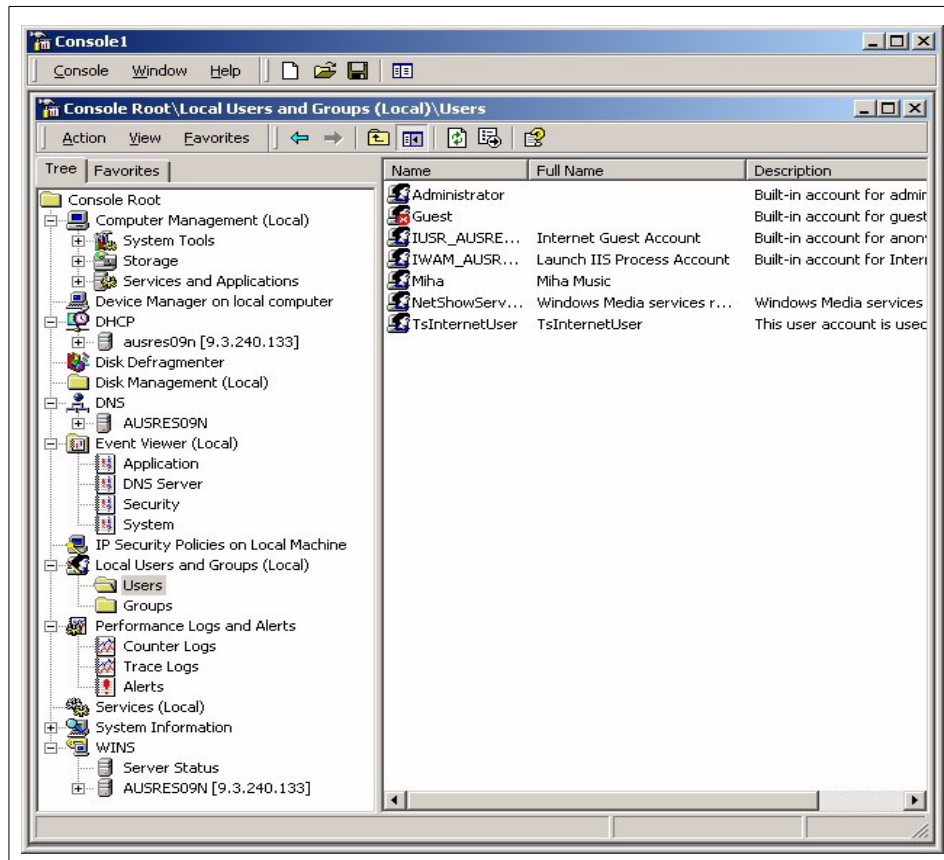 Console1
Console Window Help
Console Root\Local Users and Groups (Local)\Users
Action View Favorites
Tree Favorites
Console Root
Computer Management (Local)
System Tools
Storage
Services and Applications
Device Manager on local computer
DHCP
ausres09n [9.3.240.133]
Disk Defragmenter
Disk Management (Local)
DNS
AUSRES09N
Event Viewer (Local)
Application
DNS Server
Security
System
IP Security Policies on Local Machine
Local Users and Groups (Local)
Users
Groups
Performance Logs and Alerts
Counter Logs
Trace Logs
Alerts
Services (Local)
System Information
WINS
Server Status
AUSRES09N [9.3.240.133]
Name Full Name Description
Administrator Built-in account for admir
Guest Built-in account for guest
IUSR_AUSRE... Internet Guest Account Built-in account for anon
IWAM_AUSR... Launch IIS Process Account Built-in account for Inter
Miha Miha Music
NetShowServ... Windows Media services r... Windows Media services
TsInternetUser TsInternetUser This user account is usec